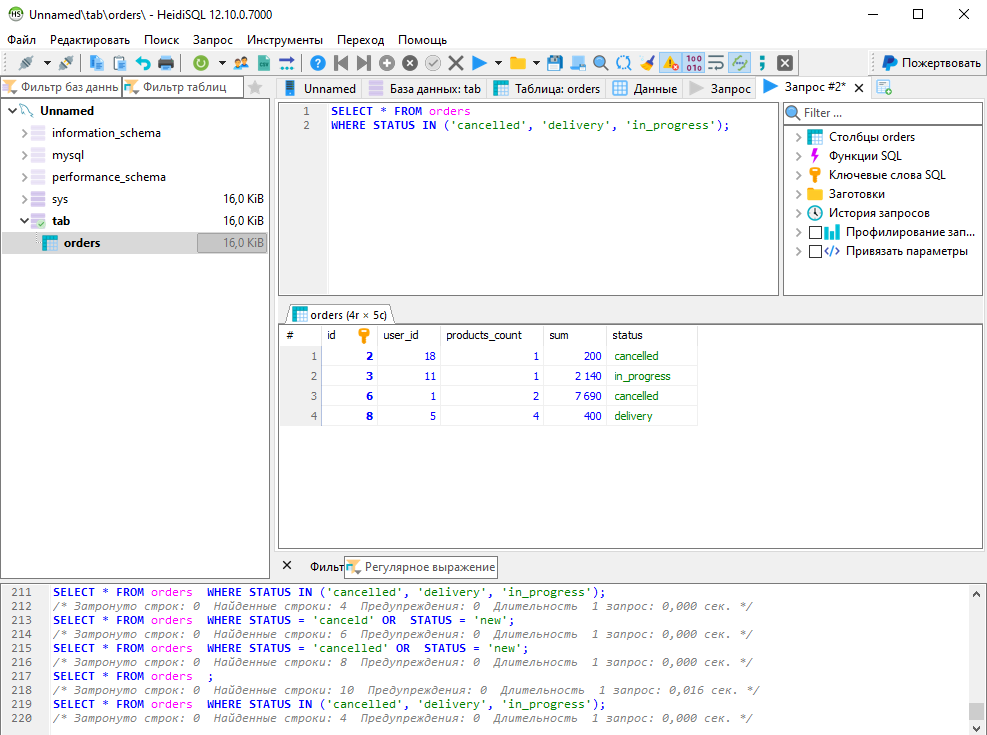 Unnamed\tab\orders\ - HeidiSQL 12.10.0.7000
Файл Редактировать Поиск Запрос Инструменты Переход Помощь
Пожертвовать
Фильтр баз даннь Фильтр таблиц
Unnamed База данных: tab Таблица: orders Данные Запрос Запрос #2*
Unnamed
information_schema
mysql
performance_schema
sys 16,0 KiB
tab 16,0 KiB
orders 16,0 KiB
1 SELECT * FROM orders
2 WHERE STATUS IN ('cancelled', 'delivery', 'in_progress');
Filter ...
Столбцы orders
Функции SQL
Ключевые слова SQL
Заготовки
История запросов
Профилирование зап...
Привязать параметры
orders (4r × 5c)
# id user_id products_count sum status
1 2 18 1 200 cancelled
2 3 11 1 2 140 in_progress
3 6 1 2 7 690 cancelled
4 8 5 4 400 delivery
Фильт Регулярное выражение
211 SELECT * FROM orders WHERE STATUS IN ('cancelled', 'delivery', 'in_progress');
212 /* Затронуто строк: 0 Найденные строки: 4 Предупреждения: 0 Длительность 1 запрос: 0,000 сек. */
213 SELECT * FROM orders WHERE STATUS = 'canceld' OR STATUS = 'new';
214 /* Затронуто строк: 0 Найденные строки: 6 Предупреждения: 0 Длительность 1 запрос: 0,000 сек. */
215 SELECT * FROM orders WHERE STATUS = 'cancelled' OR STATUS = 'new';
216 /* Затронуто строк: 0 Найденные строки: 8 Предупреждения: 0 Длительность 1 запрос: 0,000 сек. */
217 SELECT * FROM orders ;
218 /* Затронуто строк: 0 Найденные строки: 10 Предупреждения: 0 Длительность 1 запрос: 0,016 сек. */
219 SELECT * FROM orders WHERE STATUS IN ('cancelled', 'delivery', 'in_progress');
220 /* Затронуто строк: 0 Найденные строки: 4 Предупреждения: 0 Длительность 1 запрос: 0,000 сек. */